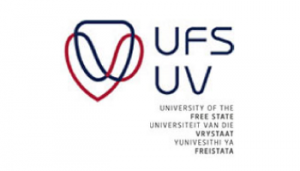 UFS
UV
UNIVERSITY OF THE
FREE STATE
UNIVERSITEIT VAN DIE
VRYSTAAT
YUNIVESITHI YA
FREISTATA